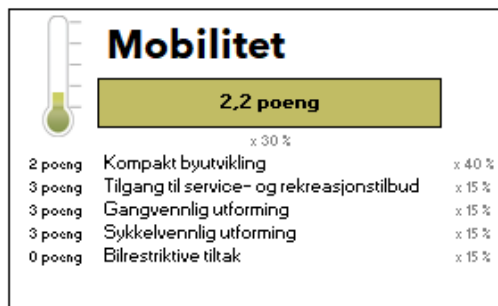 Mobilitet
2,2 poeng
x 30 %
2 poeng Kompakt byutvikling x 40 %
3 poeng Tilgang til service- og rekreasjonstilbud x 15 %
3 poeng Gangvennlig utforming x 15 %
3 poeng Sykkelvennlig utforming x 15 %
0 poeng Bilrestriktive tiltak x 15 %